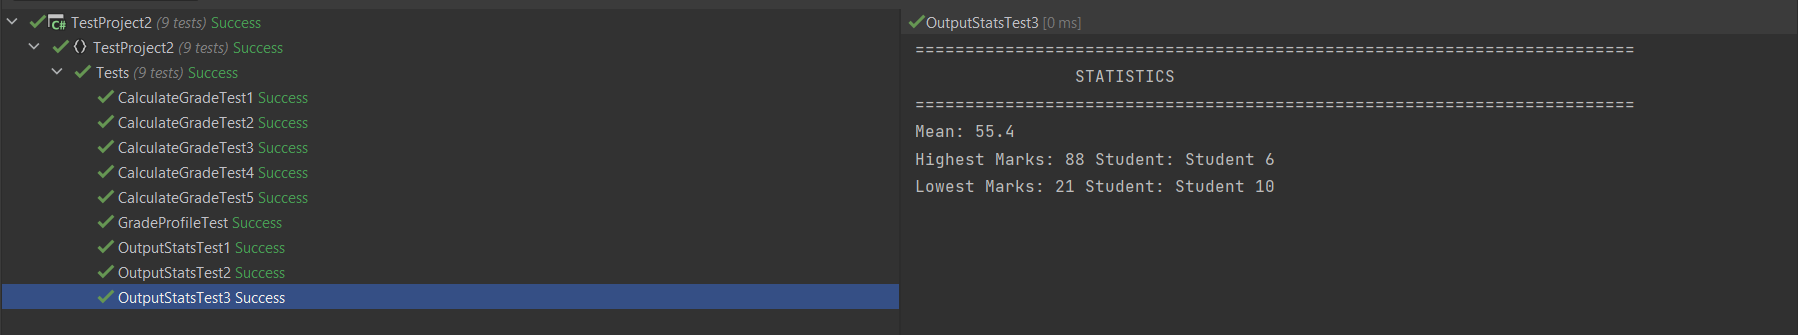 TestProject2 (9 tests) Success
TestProject2 (9 tests) Success
Tests (9 tests) Success
CalculateGradeTest1 Success
CalculateGradeTest2 Success
CalculateGradeTest3 Success
CalculateGradeTest4 Success
CalculateGradeTest5 Success
GradeProfileTest Success
OutputStatsTest1 Success
OutputStatsTest2 Success
OutputStatsTest3 Success
OutputStatsTest3 [0 ms]
========================================================================
STATISTICS
========================================================================
Mean: 55.4
Highest Marks: 88 Student: Student 6
Lowest Marks: 21 Student: Student 10